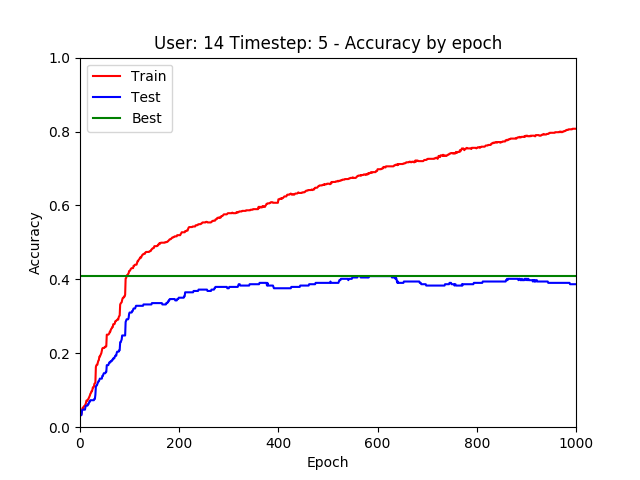 User: 14 Timestep: 5 - Accuracy by epoch
1.0
0.8
0.6
0.4
0.2
0.0
Accuracy
Train
Test
Best
0 200 400 600 800 1000
Epoch